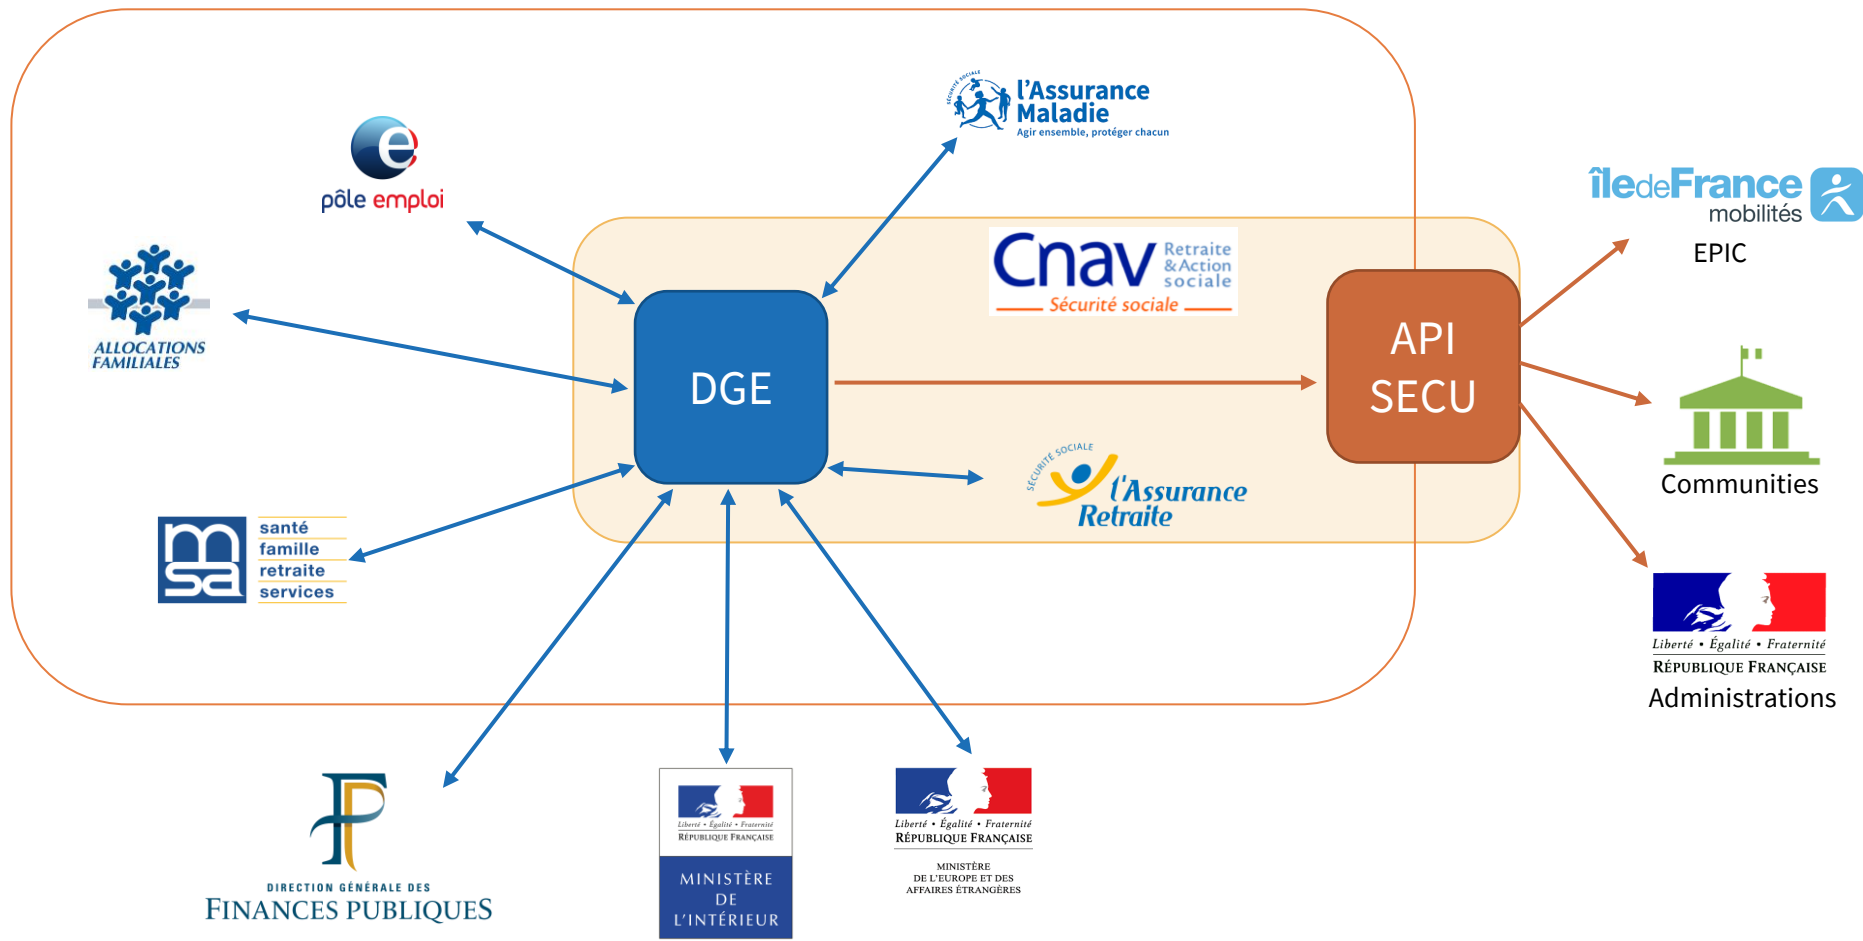 SÉCURITÉ SOCIALE
l'Assurance
Maladie
Agir ensemble, protéger chacun
pôle emploi
ALLOCATIONS
FAMILIALES
msa
santé
famille
retraite
services
DGE
Cnav
Retraite
&Action
sociale
Sécurité sociale
API
SECU
SÉCURITÉ SOCIALE
l'Assurance
Retraite
îledeFrance
mobilités
EPIC
Communities
Liberté • Égalité • Fraternité
RÉPUBLIQUE FRANÇAISE
Administrations
DIRECTION GÉNÉRALE DES
FINANCES PUBLIQUES
Liberté • Égalité • Fraternité
RÉPUBLIQUE FRANÇAISE
MINISTÈRE
DE
L'INTÉRIEUR
Liberté • Égalité • Fraternité
RÉPUBLIQUE FRANÇAISE
MINISTÈRE
DE L'EUROPE ET DES
AFFAIRES ÉTRANGÈRES